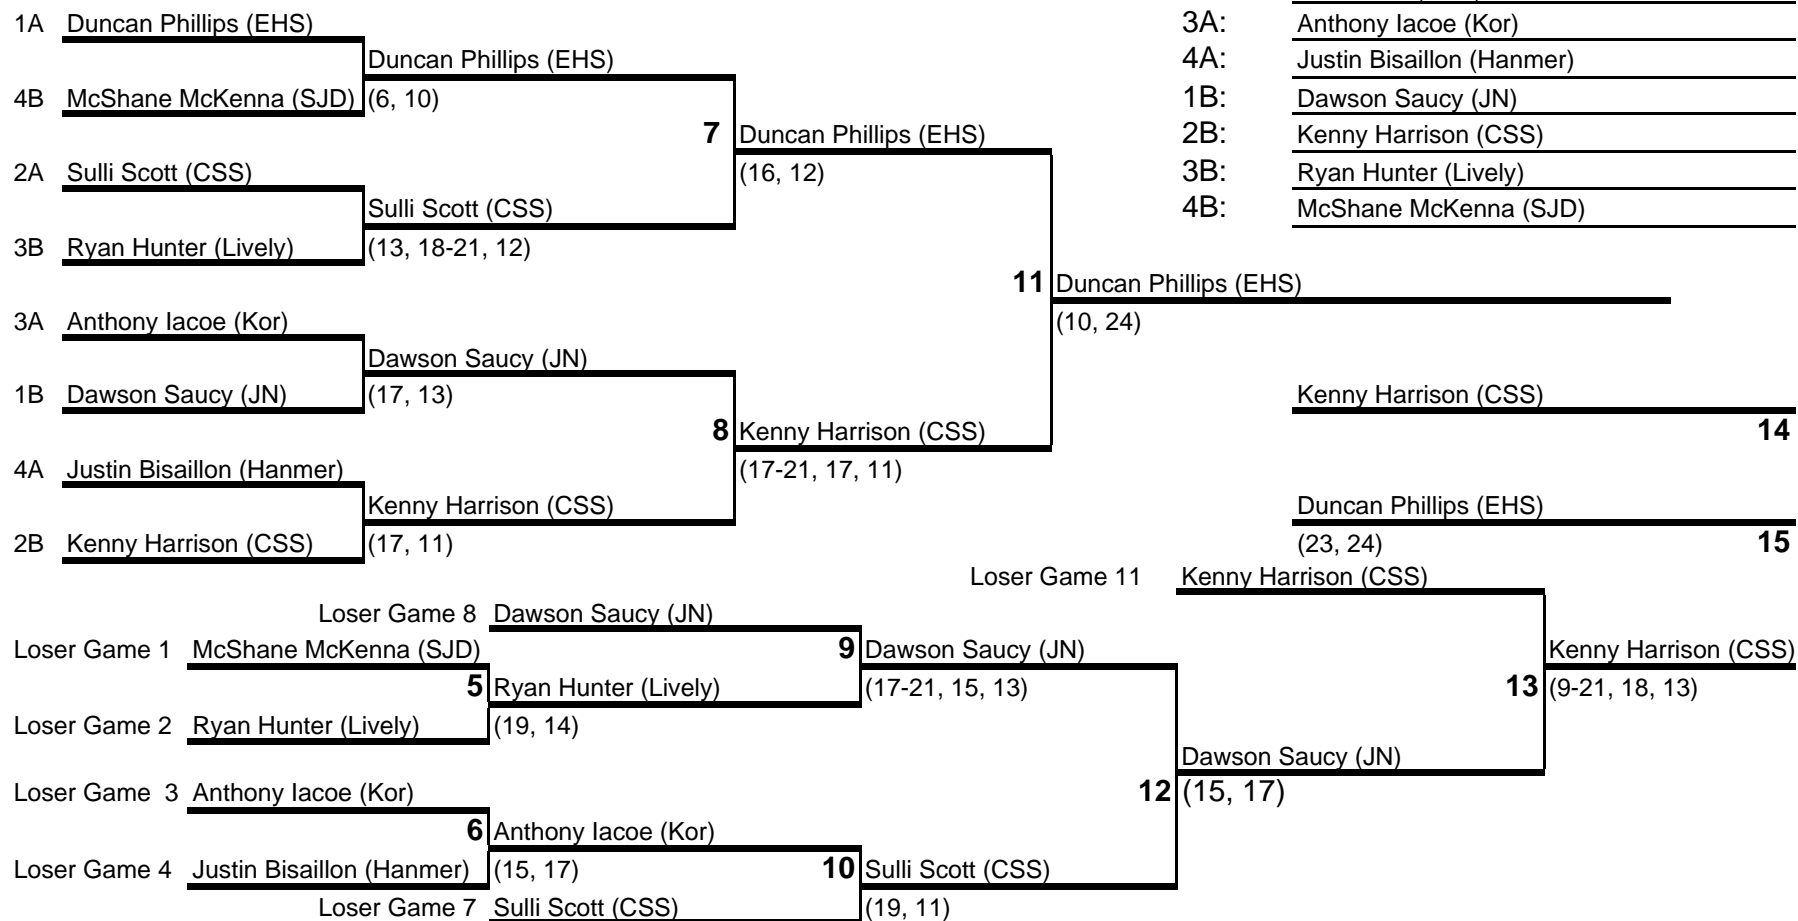 1A Duncan Phillips (EHS)
Duncan Phillips (EHS)
4B McShane McKenna (SJD) (6, 10)
7 Duncan Phillips (EHS)
2A Sulli Scott (CSS) (16, 12)
Sulli Scott (CSS)
3B Ryan Hunter (Lively) (13, 18-21, 12)
11 Duncan Phillips (EHS)
3A Anthony Iacoe (Kor) (10, 24)
Dawson Saucy (JN)
1B Dawson Saucy (JN) (17, 13)
8 Kenny Harrison (CSS)
4A Justin Bisaillon (Hanmer) (17-21, 17, 11)
Kenny Harrison (CSS)
2B Kenny Harrison (CSS) (17, 11)
3A: Anthony Iacoe (Kor)
4A: Justin Bisaillon (Hanmer)
1B: Dawson Saucy (JN)
2B: Kenny Harrison (CSS)
3B: Ryan Hunter (Lively)
4B: McShane McKenna (SJD)
Kenny Harrison (CSS)
14
Duncan Phillips (EHS)
(23, 24) 15
Loser Game 11 Kenny Harrison (CSS)
Loser Game 8 Dawson Saucy (JN)
Loser Game 1 McShane McKenna (SJD) 9 Dawson Saucy (JN) Kenny Harrison (CSS)
5 Ryan Hunter (Lively) (17-21, 15, 13) 13 (9-21, 18, 13)
Loser Game 2 Ryan Hunter (Lively) (19, 14)
Dawson Saucy (JN)
Loser Game 3 Anthony Iacoe (Kor) 12 (15, 17)
6 Anthony Iacoe (Kor)
Loser Game 4 Justin Bisaillon (Hanmer) (15, 17) 10 Sulli Scott (CSS)
Loser Game 7 Sulli Scott (CSS) (19, 11)